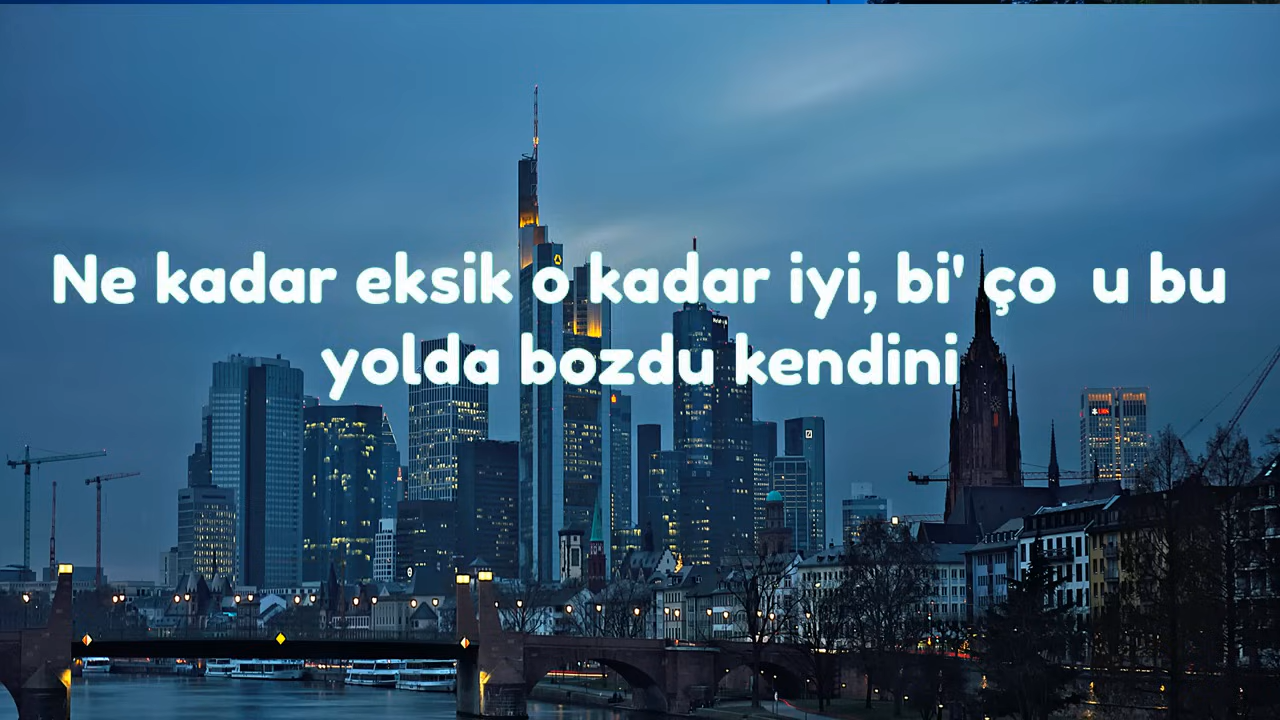 Ne kadar eksik o kadar iyi, bi' ço  u bu
yolda bozdu kendini